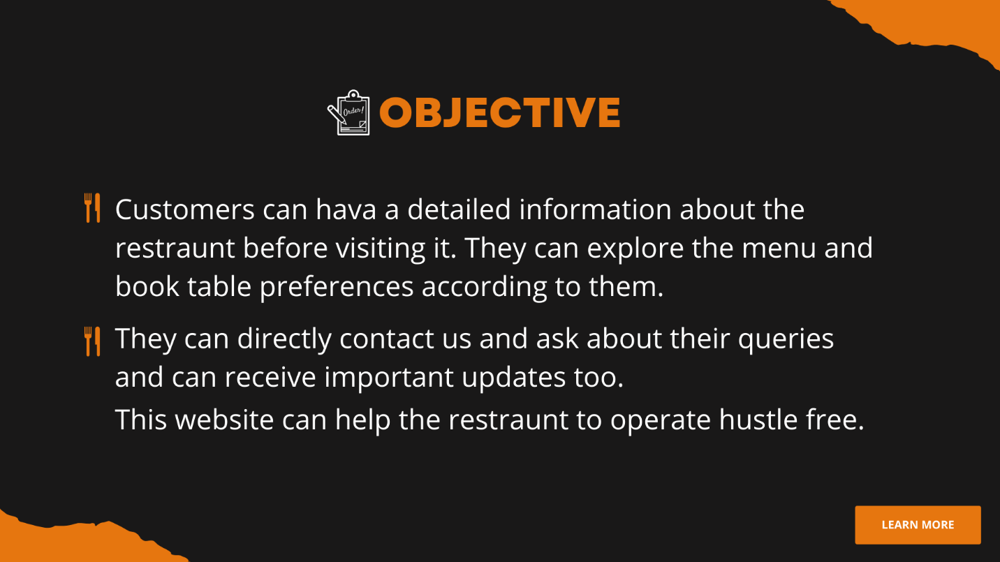 Order!
OBJECTIVE
Customers can hava a detailed information about the
restraunt before visiting it. They can explore the menu and
book table preferences according to them.
They can directly contact us and ask about their queries
and can receive important updates too.
This website can help the restraunt to operate hustle free.
LEARN MORE